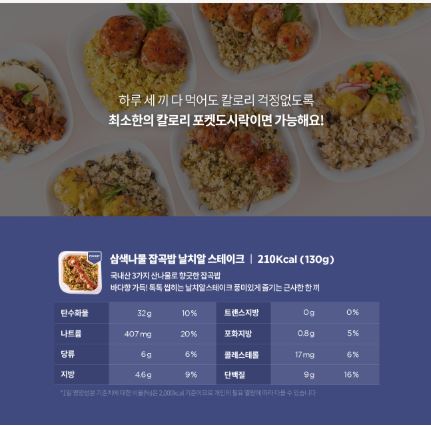 하루 세 끼 다 먹어도 칼로리 걱정없도록
최소한의 칼로리 포켓도시락이면 가능해요!
삼색나물 잡곡밥 날치알 스테이크 | 210Kcal (130g)
국내산 3가지 산나물로 향긋한 잡곡밥
바다향 가득! 톡톡 씹히는 날치알스테이크 풍미있게 즐기는 근사한 한 끼
탄수화물 32g 10% 트랜스지방 0g 0%
나트륨 407mg 20% 포화지방 0.8g 5%
당류 6g 6% 콜레스테롤 17mg 6%
지방 4.6g 9% 단백질 9g 16%
*1일 영양성분 기준치에 대한 비율(%)은 2,000kcal 기준이므로 개인의 필요 열량에 따라 다를 수 있습니다